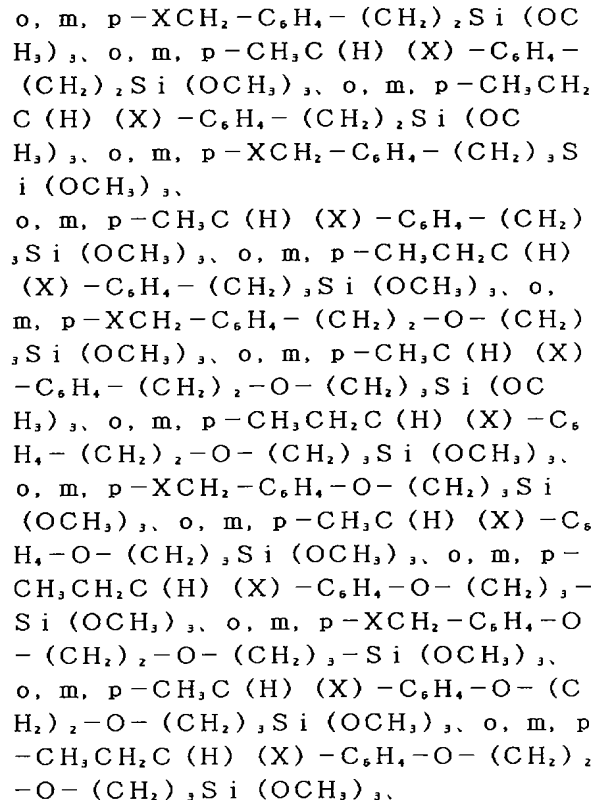 o, m, p－XCH₂－C₆H₄－(CH₂)₂Si(OC
H₃)₃、o, m, p－CH₃C(H)(X)－C₆H₄－
(CH₂)₂Si(OCH₃)₃、o, m, p－CH₃CH₂
C(H)(X)－C₆H₄－(CH₂)₂Si(OC
H₃)₃、o, m, p－XCH₂－C₆H₄－(CH₂)₃S
i(OCH₃)₃、
o, m, p－CH₃C(H)(X)－C₆H₄－(CH₂)
₃Si(OCH₃)₃、o, m, p－CH₃CH₂C(H)
(X)－C₆H₄－(CH₂)₃Si(OCH₃)₃、o,
m, p－XCH₂－C₆H₄－(CH₂)₂－O－(CH₂)
₃Si(OCH₃)₃、o, m, p－CH₃C(H)(X)
－C₆H₄－(CH₂)₂－O－(CH₂)₃Si(OC
H₃)₃、o, m, p－CH₃CH₂C(H)(X)－C₆
H₄－(CH₂)₂－O－(CH₂)₃Si(OCH₃)₃、
o, m, p－XCH₂－C₆H₄－O－(CH₂)₃Si
(OCH₃)₃、o, m, p－CH₃C(H)(X)－C₆
H₄－O－(CH₂)₃Si(OCH₃)₃、o, m, p－
CH₃CH₂C(H)(X)－C₆H₄－O－(CH₂)₃－
Si(OCH₃)₃、o, m, p－XCH₂－C₆H₄－O
－(CH₂)₂－O－(CH₂)₃－Si(OCH₃)₃、
o, m, p－CH₃C(H)(X)－C₆H₄－O－(C
H₂)₂－O－(CH₂)₃Si(OCH₃)₃、o, m, p
－CH₃CH₂C(H)(X)－C₆H₄－O－(CH₂)₂
－O－(CH₂)₃Si(OCH₃)₃、